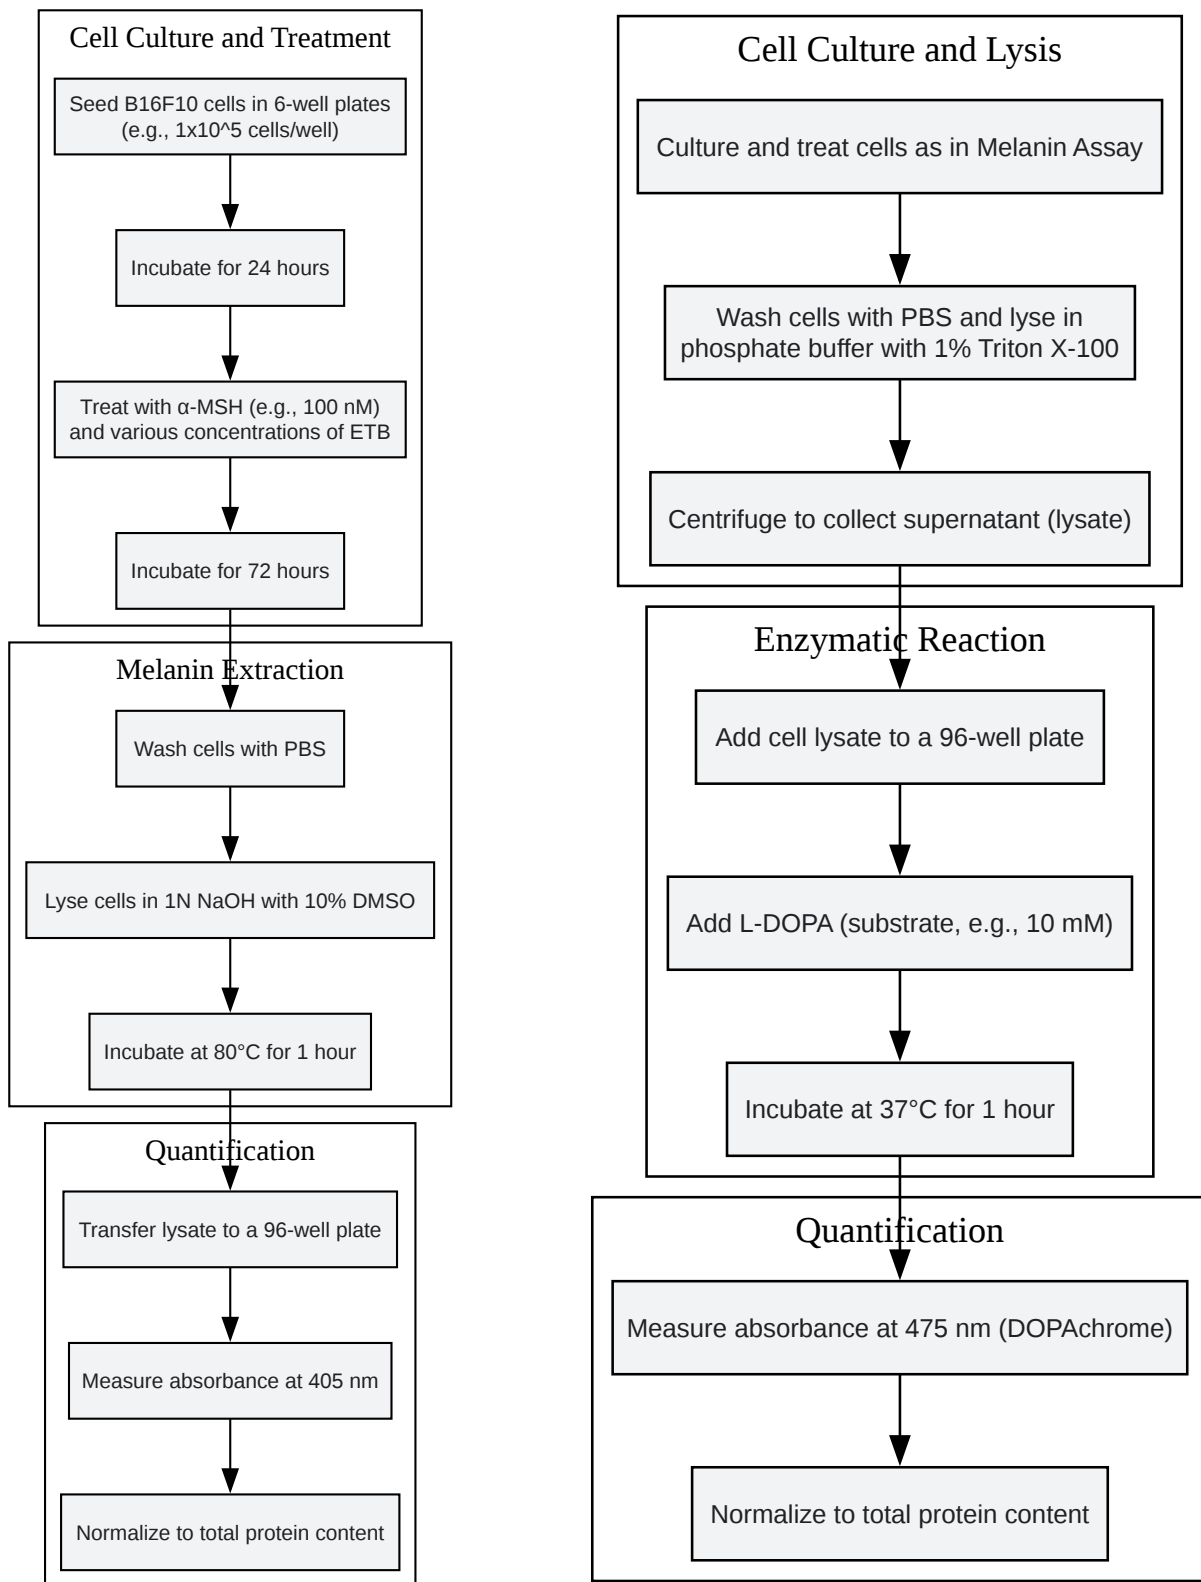 Cell Culture and Treatment
Seed B16F10 cells in 6-well plates
(e.g., 1x10^5 cells/well)
Incubate for 24 hours
Treat with α-MSH (e.g., 100 nM)
and various concentrations of ETB
Incubate for 72 hours
Melanin Extraction
Wash cells with PBS
Lyse cells in 1N NaOH with 10% DMSO
Incubate at 80°C for 1 hour
Quantification
Transfer lysate to a 96-well plate
Measure absorbance at 405 nm
Normalize to total protein content
Cell Culture and Lysis
Culture and treat cells as in Melanin Assay
Wash cells with PBS and lyse in
phosphate buffer with 1% Triton X-100
Centrifuge to collect supernatant (lysate)
Enzymatic Reaction
Add cell lysate to a 96-well plate
Add L-DOPA (substrate, e.g., 10 mM)
Incubate at 37°C for 1 hour
Quantification
Measure absorbance at 475 nm (DOPAchrome)
Normalize to total protein content